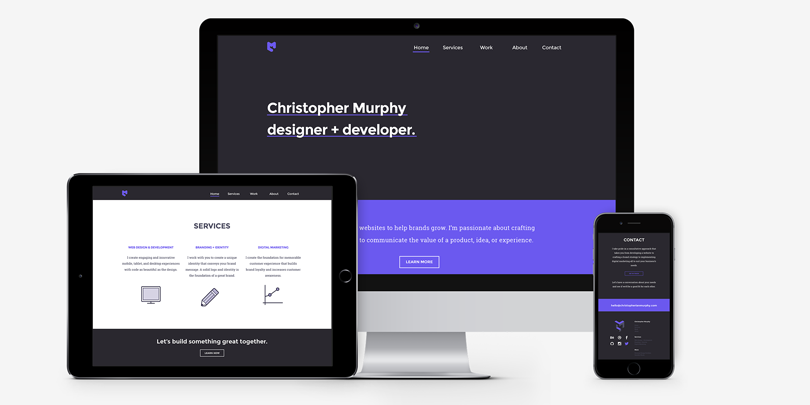 Home Services Work About Contact
Christopher Murphy
designer + developer.
websites to help brands grow. I'm passionate about crafting
to communicate the value of a product, idea, or experience.
LEARN MORE
Home Services Work About Contact
SERVICES
WEB DESIGN & DEVELOPMENT
I create engaging and innovative
mobile, tablet, and desktop experiences
with code as beautiful as the design.
BRANDING + IDENTITY
I work with you to create a unique
identity that conveys your brand
message. A solid logo and identity is
the foundation of a great brand.
DIGITAL MARKETING
I create the foundation for memorable
customer experience that builds
brand loyalty and increases customer
awareness.
Let's build something great together.
LEARN MORE
CONTACT